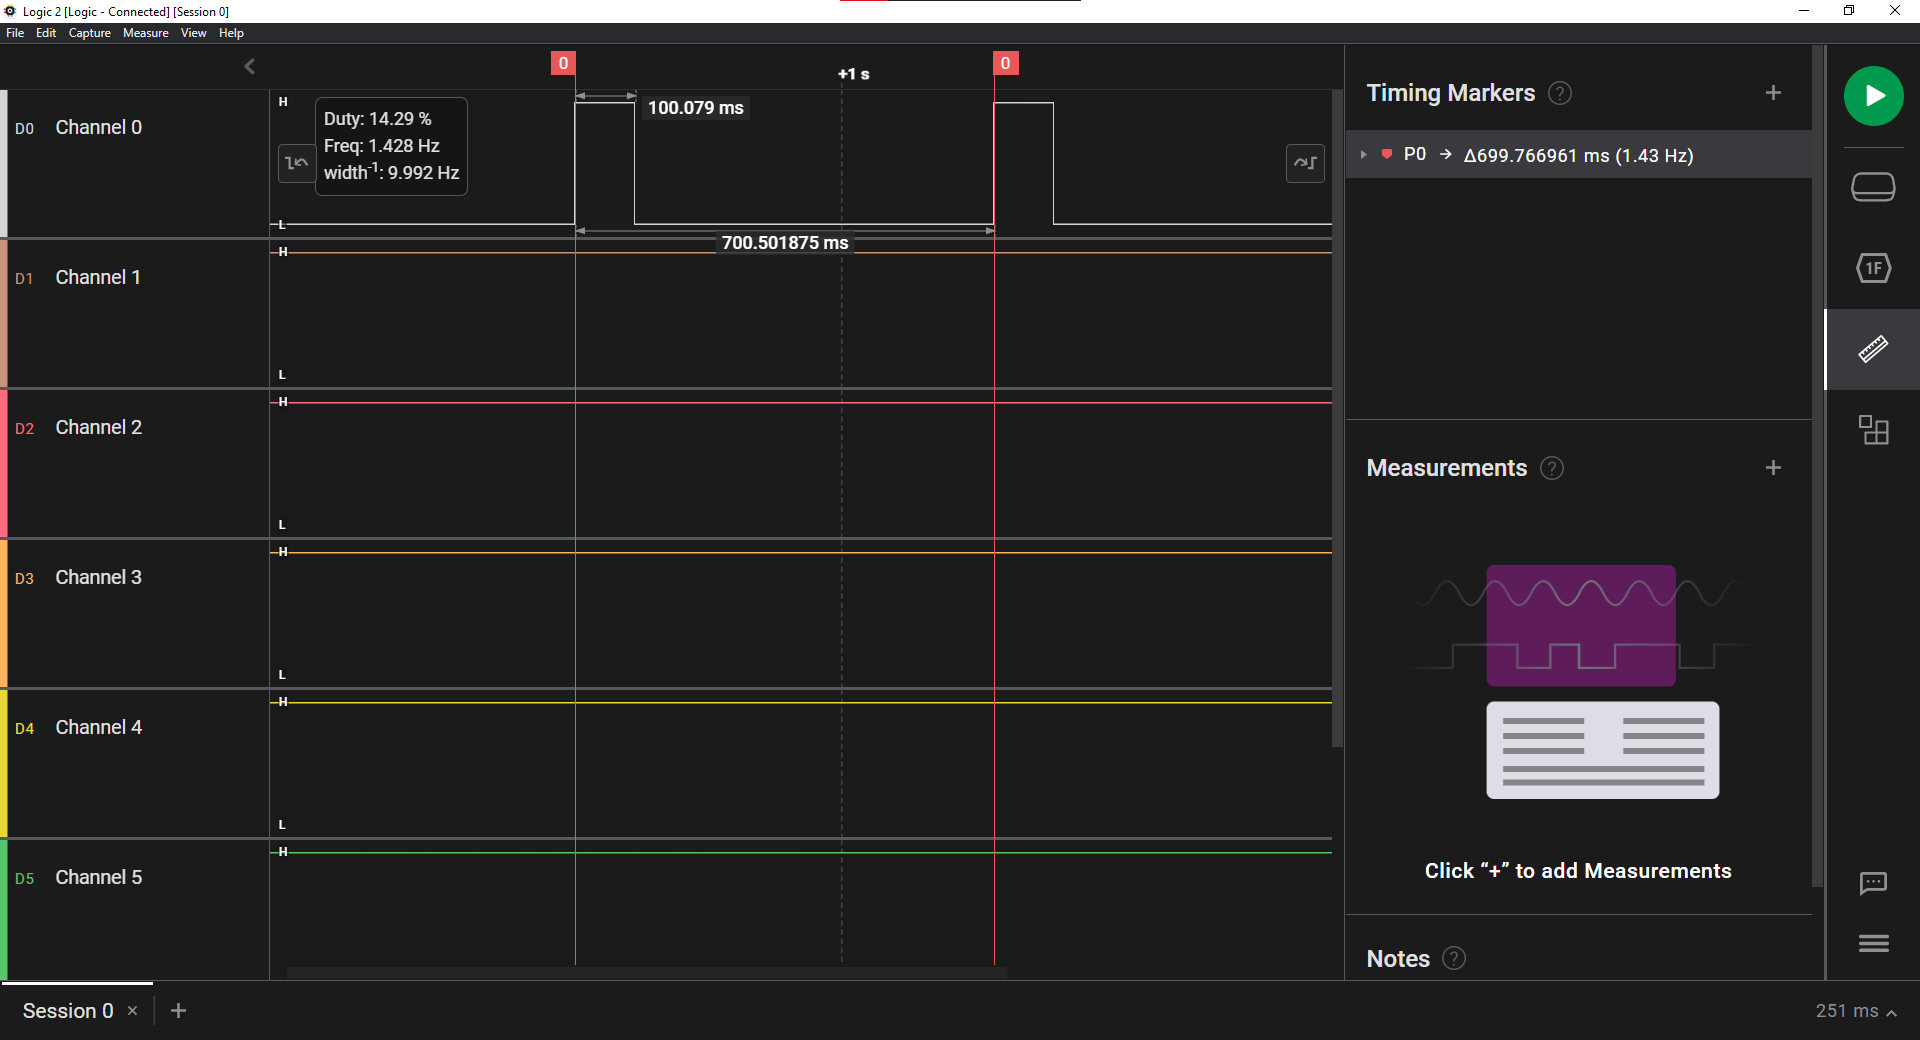 Logic 2 [Logic - Connected] [Session 0]
File Edit Capture Measure View Help
0
0
+1 s
H
100.079 ms
D0 Channel 0
Duty: 14.29 %
Freq: 1.428 Hz
width-1: 9.992 Hz
L
700.501875 ms
H
D1 Channel 1
L
H
D2 Channel 2
L
H
D3 Channel 3
L
H
D4 Channel 4
L
H
D5 Channel 5
Timing Markers ? +
P0 → Δ699.766961 ms (1.43 Hz)
1F
Measurements ? +
Click “+” to add Measurements
Notes ?
Session 0 × +
251 ms